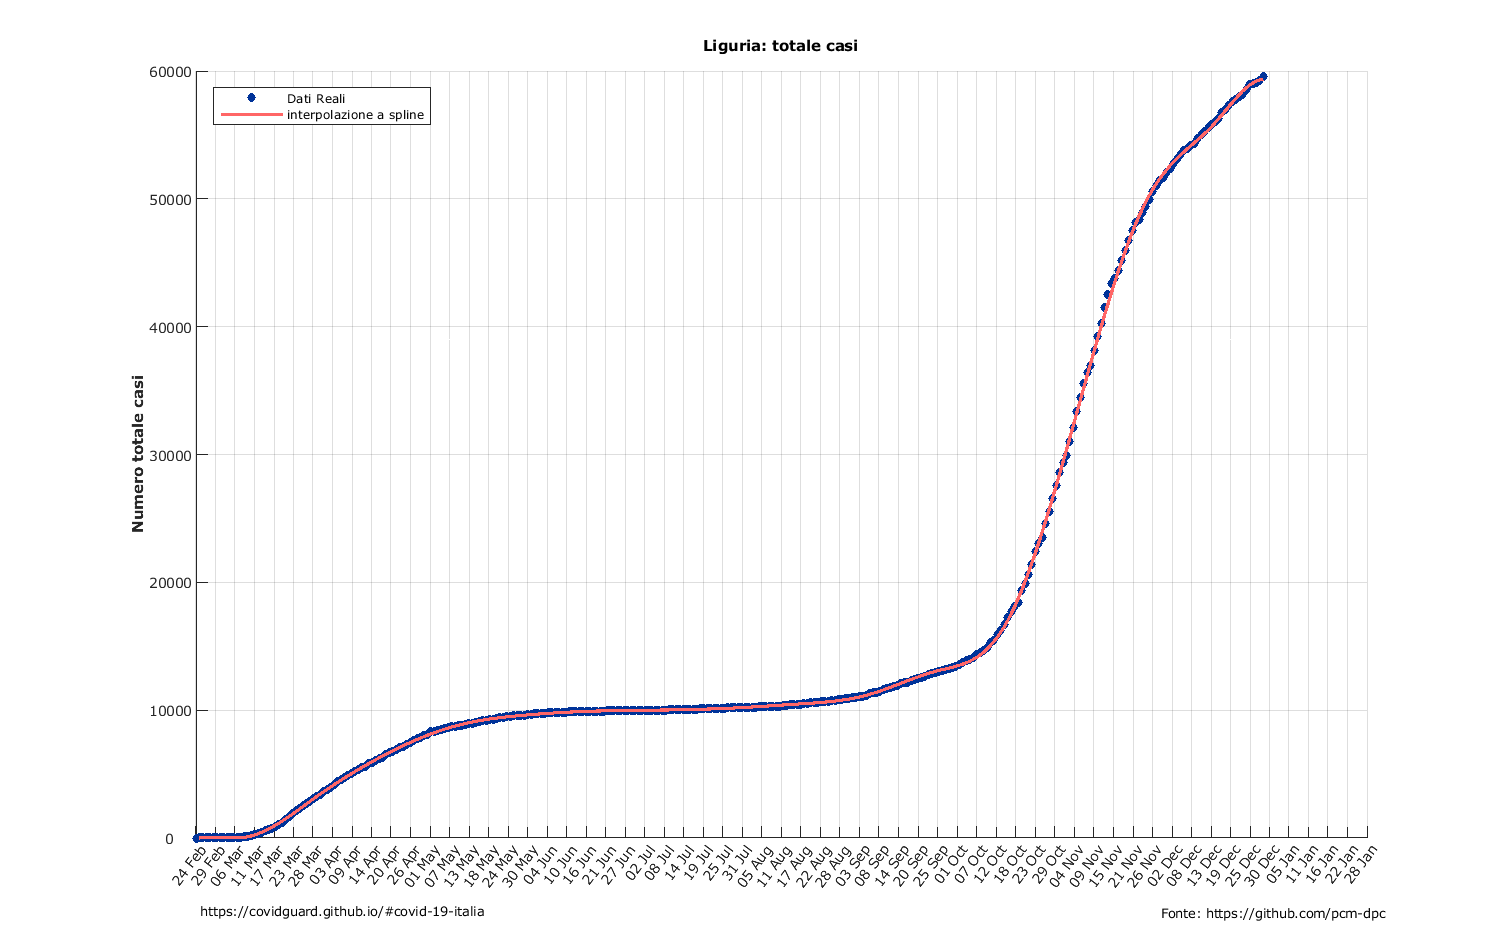 Liguria: totale casi
Dati Reali
interpolazione a spline
Numero totale casi
60000
50000
40000
30000
20000
10000
0
24 Feb
29 Feb
06 Mar
11 Mar
17 Mar
23 Mar
28 Mar
03 Apr
09 Apr
14 Apr
20 Apr
26 Apr
01 May
07 May
13 May
18 May
24 May
30 May
04 Jun
10 Jun
16 Jun
21 Jun
27 Jun
02 Jul
08 Jul
14 Jul
19 Jul
25 Jul
31 Jul
05 Aug
11 Aug
17 Aug
22 Aug
28 Aug
03 Sep
08 Sep
14 Sep
20 Sep
25 Sep
01 Oct
07 Oct
12 Oct
18 Oct
23 Oct
29 Oct
04 Nov
09 Nov
15 Nov
21 Nov
26 Nov
02 Dec
08 Dec
13 Dec
19 Dec
25 Dec
30 Dec
05 Jan
11 Jan
16 Jan
22 Jan
28 Jan
https://covidguard.github.io/#covid-19-italia
Fonte: https://github.com/pcm-dpc